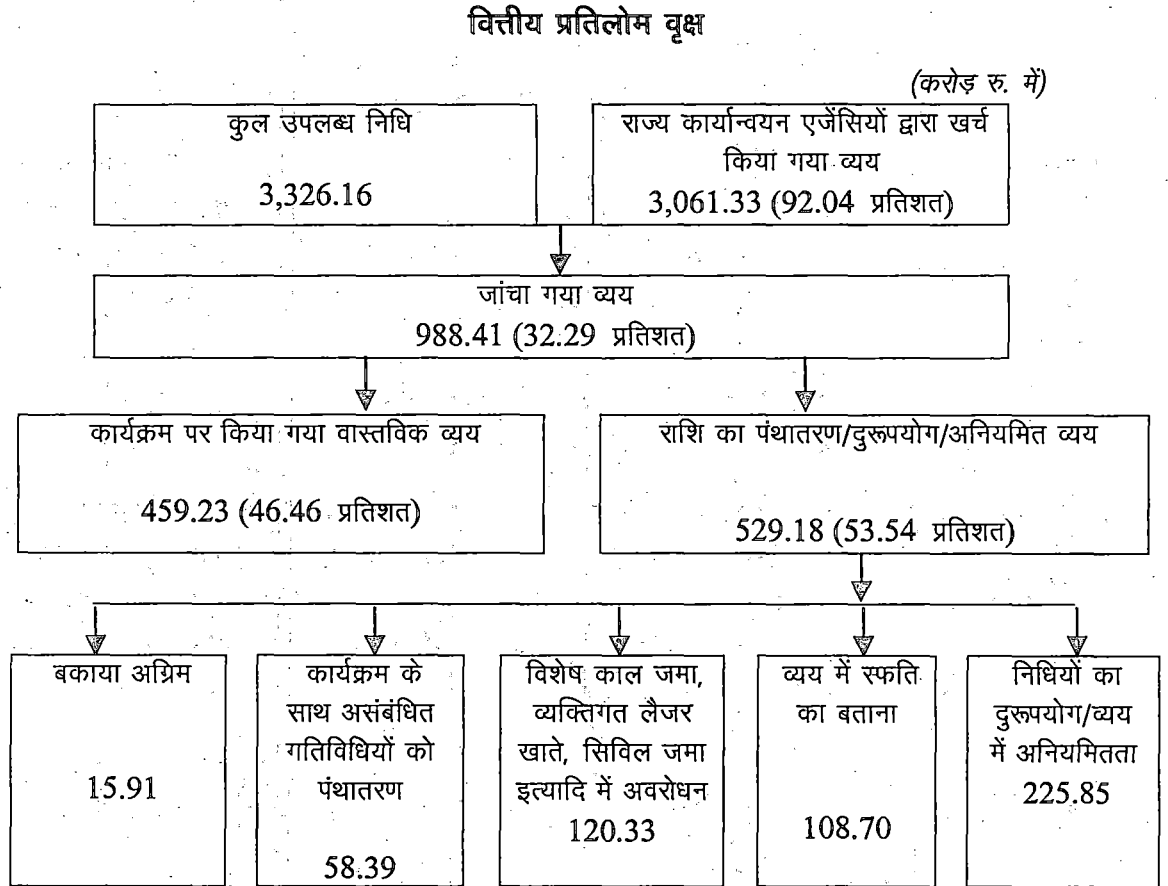 वित्तीय प्रतिलोम वृक्ष
(करोड़ रु. में)
कुल उपलब्ध निधि
3,326.16
राज्य कार्यान्वयन एजेंसियों द्वारा खर्च
किया गया व्यय
3,061.33 (92.04 प्रतिशत)
जांचा गया व्यय
988.41 (32.29 प्रतिशत)
कार्यक्रम पर किया गया वास्तविक व्यय
459.23 (46.46 प्रतिशत)
राशि का पंथातरण/दुरूपयोग/अनियमित व्यय
529.18 (53.54 प्रतिशत)
बकाया अग्रिम
15.91
कार्यक्रम के
साथ असंबंधित
गतिविधियों को
पंथातरण
58.39
विशेष काल जमा,
व्यक्तिगत लैजर
खाते, सिविल जमा
इत्यादि में अवरोधन
120.33
व्यय में स्फति
का बताना
108.70
निधियों का
दुरूपयोग/व्यय
में अनियमितता
225.85